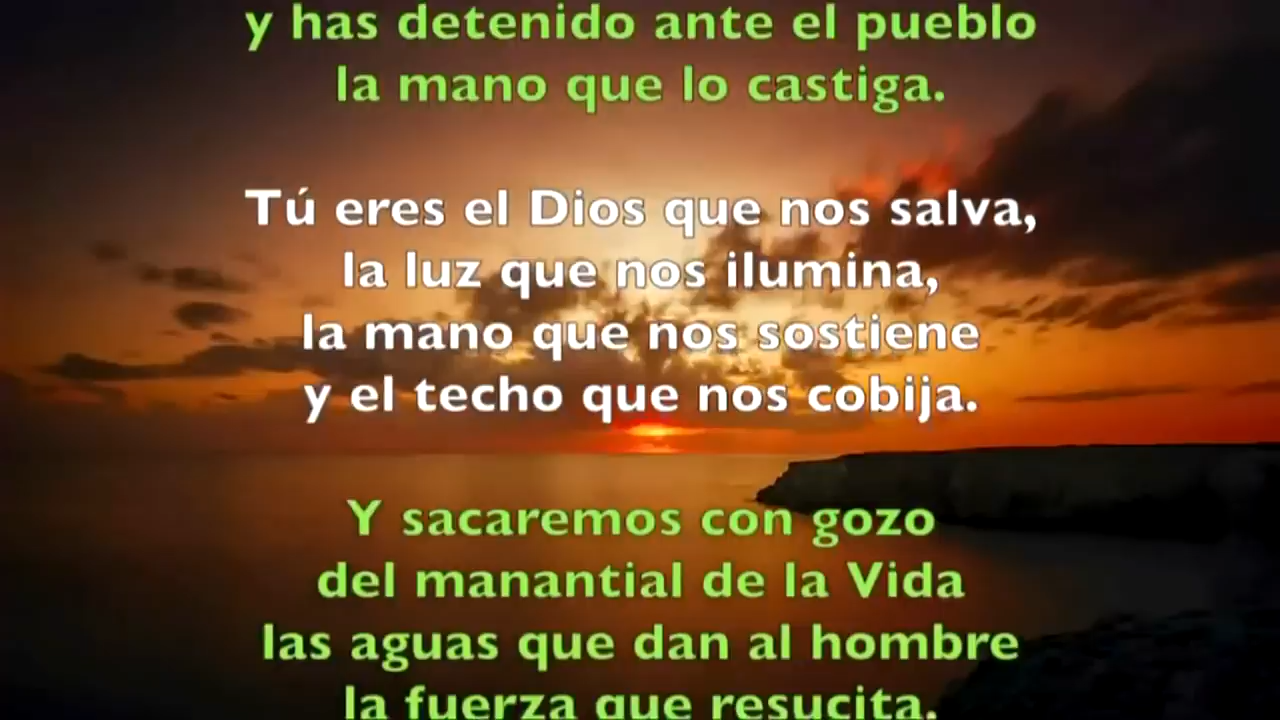 y has detenido ante el pueblo
la mano que lo castiga.
Tú eres el Dios que nos salva,
la luz que nos ilumina,
la mano que nos sostiene
y el techo que nos cobija.
Y sacaremos con gozo
del manantial de la Vida
las aguas que dan al hombre
la fuerza que resucita.